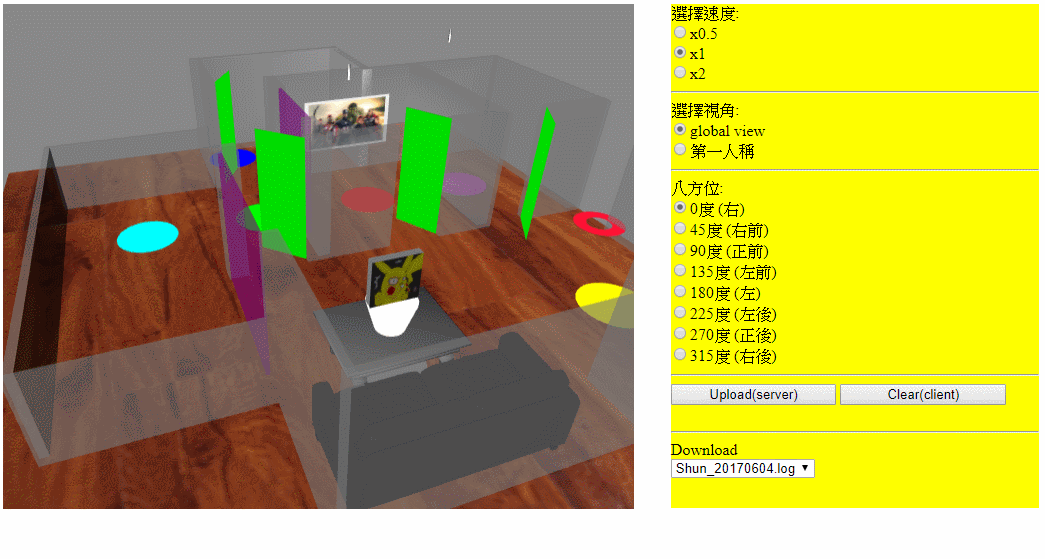 選擇速度:
x0.5
x1
x2
選擇視角:
global view
第一人稱
八方位:
0度 (右)
45度 (右前)
90度 (正前)
135度 (左前)
180度 (左)
225度 (左後)
270度 (正後)
315度 (右後)
Upload(server) Clear(client)
Download
Shun_20170604.log